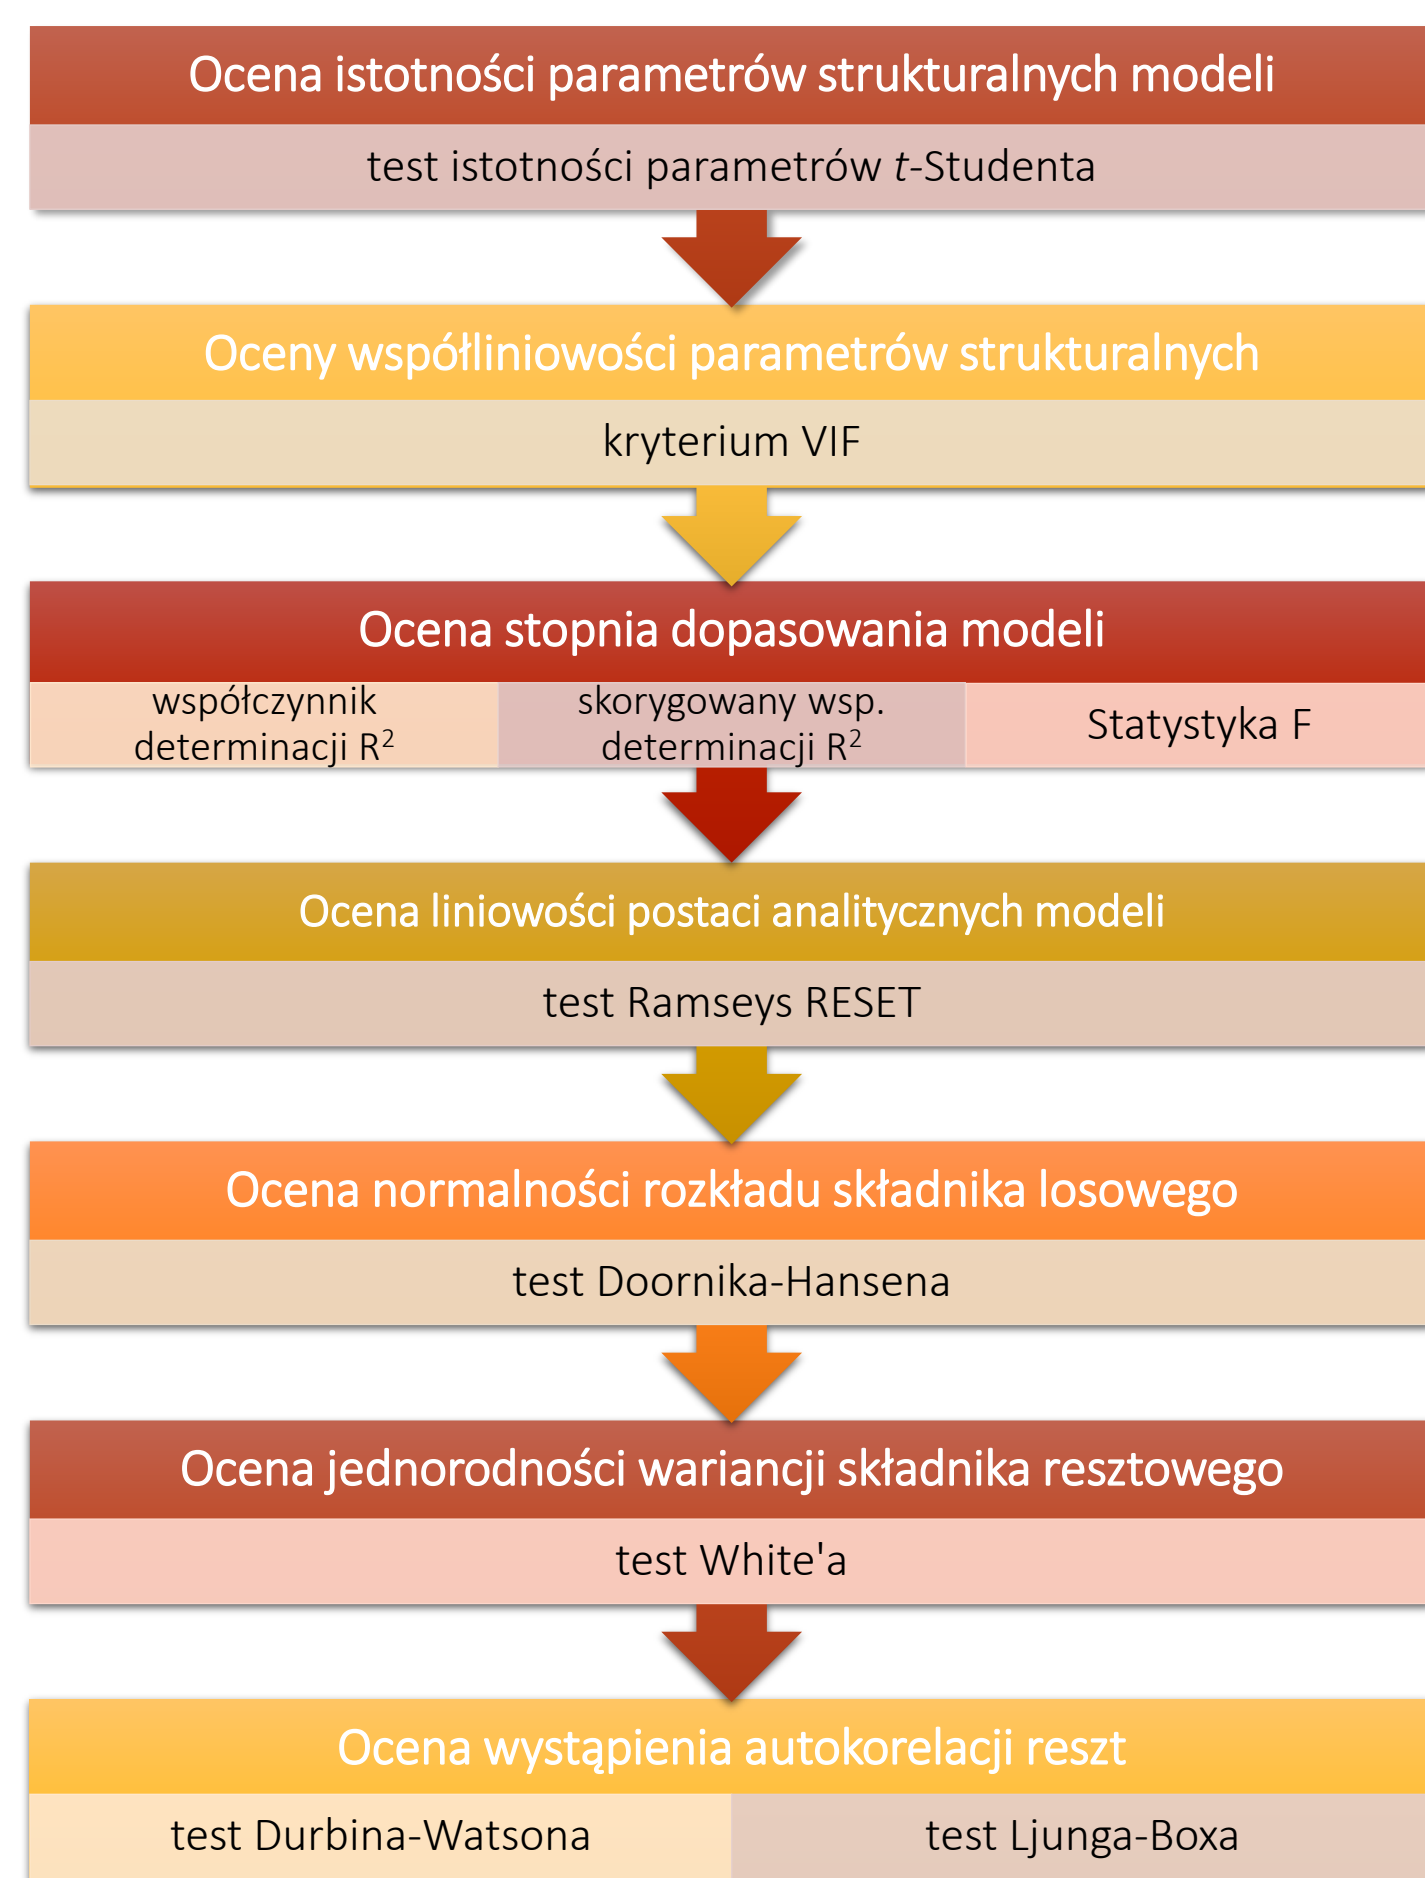 Ocena istotności parametrów strukturalnych modeli
test istotności parametrów t-Studenta
Oceny współliniowości parametrów strukturalnych
kryterium VIF
Ocena stopnia dopasowania modeli
współczynnik
determinacji R²
skorygowany wsp.
determinacji R²
Statystyka F
Ocena liniowości postaci analitycznych modeli
test Ramseys RESET
Ocena normalności rozkładu składnika losowego
test Doornika-Hansena
Ocena jednorodności wariancji składnika resztowego
test White'a
Ocena wystąpienia autokorelacji reszt
test Durbina-Watsona
test Ljunga-Boxa